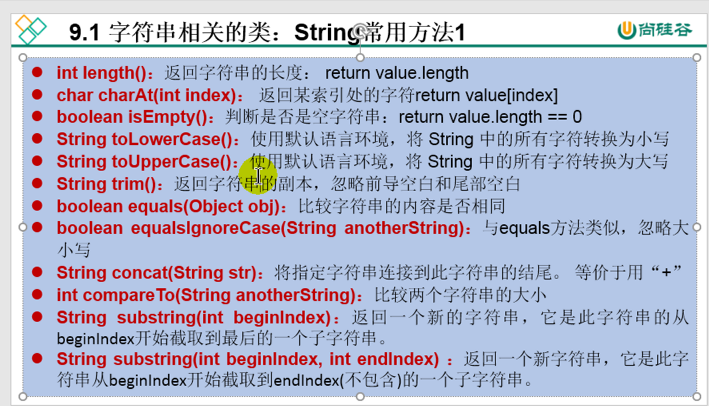 9.1 字符串相关的类：String常用方法1
尚硅谷
int length()：返回字符串的长度： return value.length
char charAt(int index)： 返回某索引处的字符return value[index]
boolean isEmpty()：判断是否是空字符串：return value.length == 0
String toLowerCase()：使用默认语言环境，将 String 中的所有字符转换为小写
String toUpperCase()：使用默认语言环境，将 String 中的所有字符转换为大写
String trim()：返回字符串的副本，忽略前导空白和尾部空白
boolean equals(Object obj)：比较字符串的内容是否相同
boolean equalsIgnoreCase(String anotherString)：与equals方法类似，忽略大
小写
String concat(String str)：将指定字符串连接到此字符串的结尾。 等价于用“+”
int compareTo(String anotherString)：比较两个字符串的大小
String substring(int beginIndex)：返回一个新的字符串，它是此字符串的从
beginIndex开始截取到最后的一个子字符串。
String substring(int beginIndex, int endIndex) ：返回一个新字符串，它是此字
符串从beginIndex开始截取到endIndex(不包含)的一个子字符串。